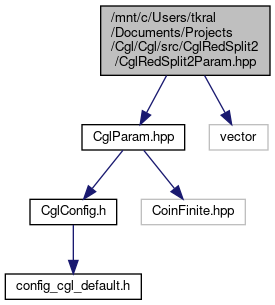 /mnt/c/Users/tkral
/Documents/Projects
/Cgl/Cgl/src/CglRedSplit2
/CglRedSplit2Param.hpp
CglParam.hpp
vector
CglConfig.h
CoinFinite.hpp
config_cgl_default.h